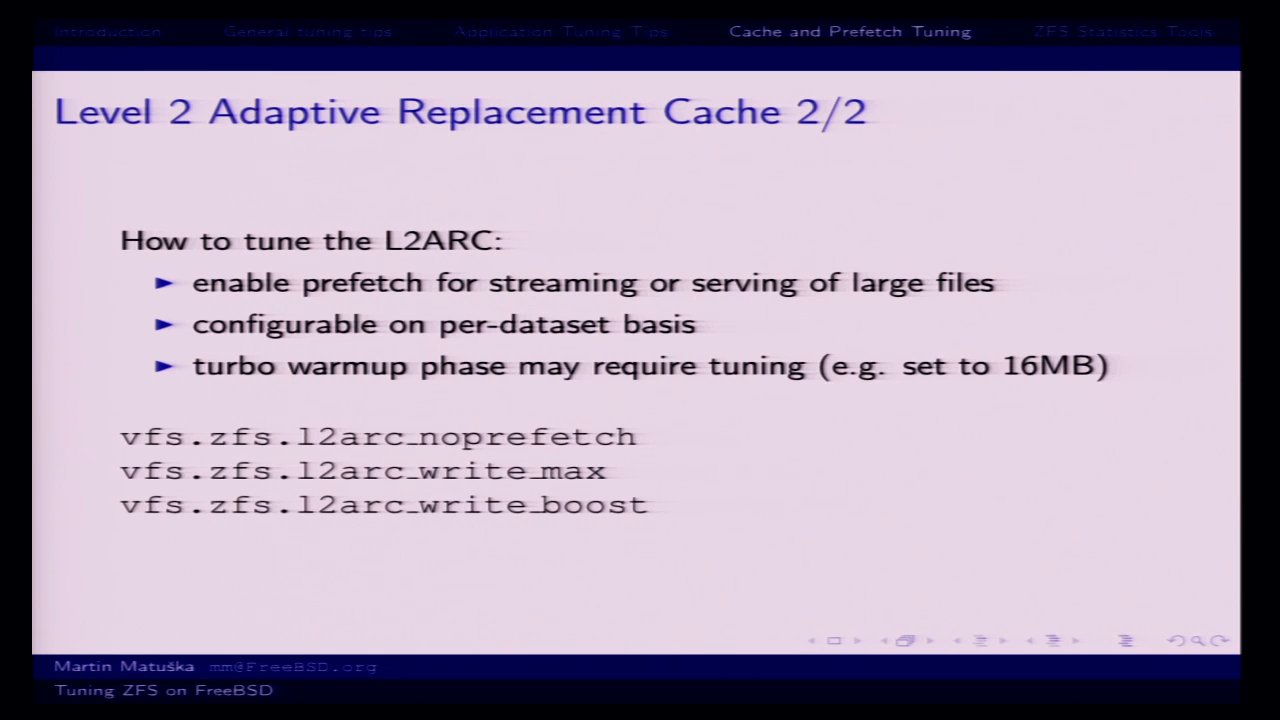 Introduction General tuning tips Application Tuning Tips Cache and Prefetch Tuning ZFS Statistics Tools
Level 2 Adaptive Replacement Cache 2/2
How to tune the L2ARC:
enable prefetch for streaming or serving of large files
configurable on per-dataset basis
turbo warmup phase may require tuning (e.g. set to 16MB)
vfs.zfs.l2arc_noprefetch
vfs.zfs.l2arc_write_max
vfs.zfs.l2arc_write_boost
Martin Matuška mm@FreeBSD.org
Tuning ZFS on FreeBSD